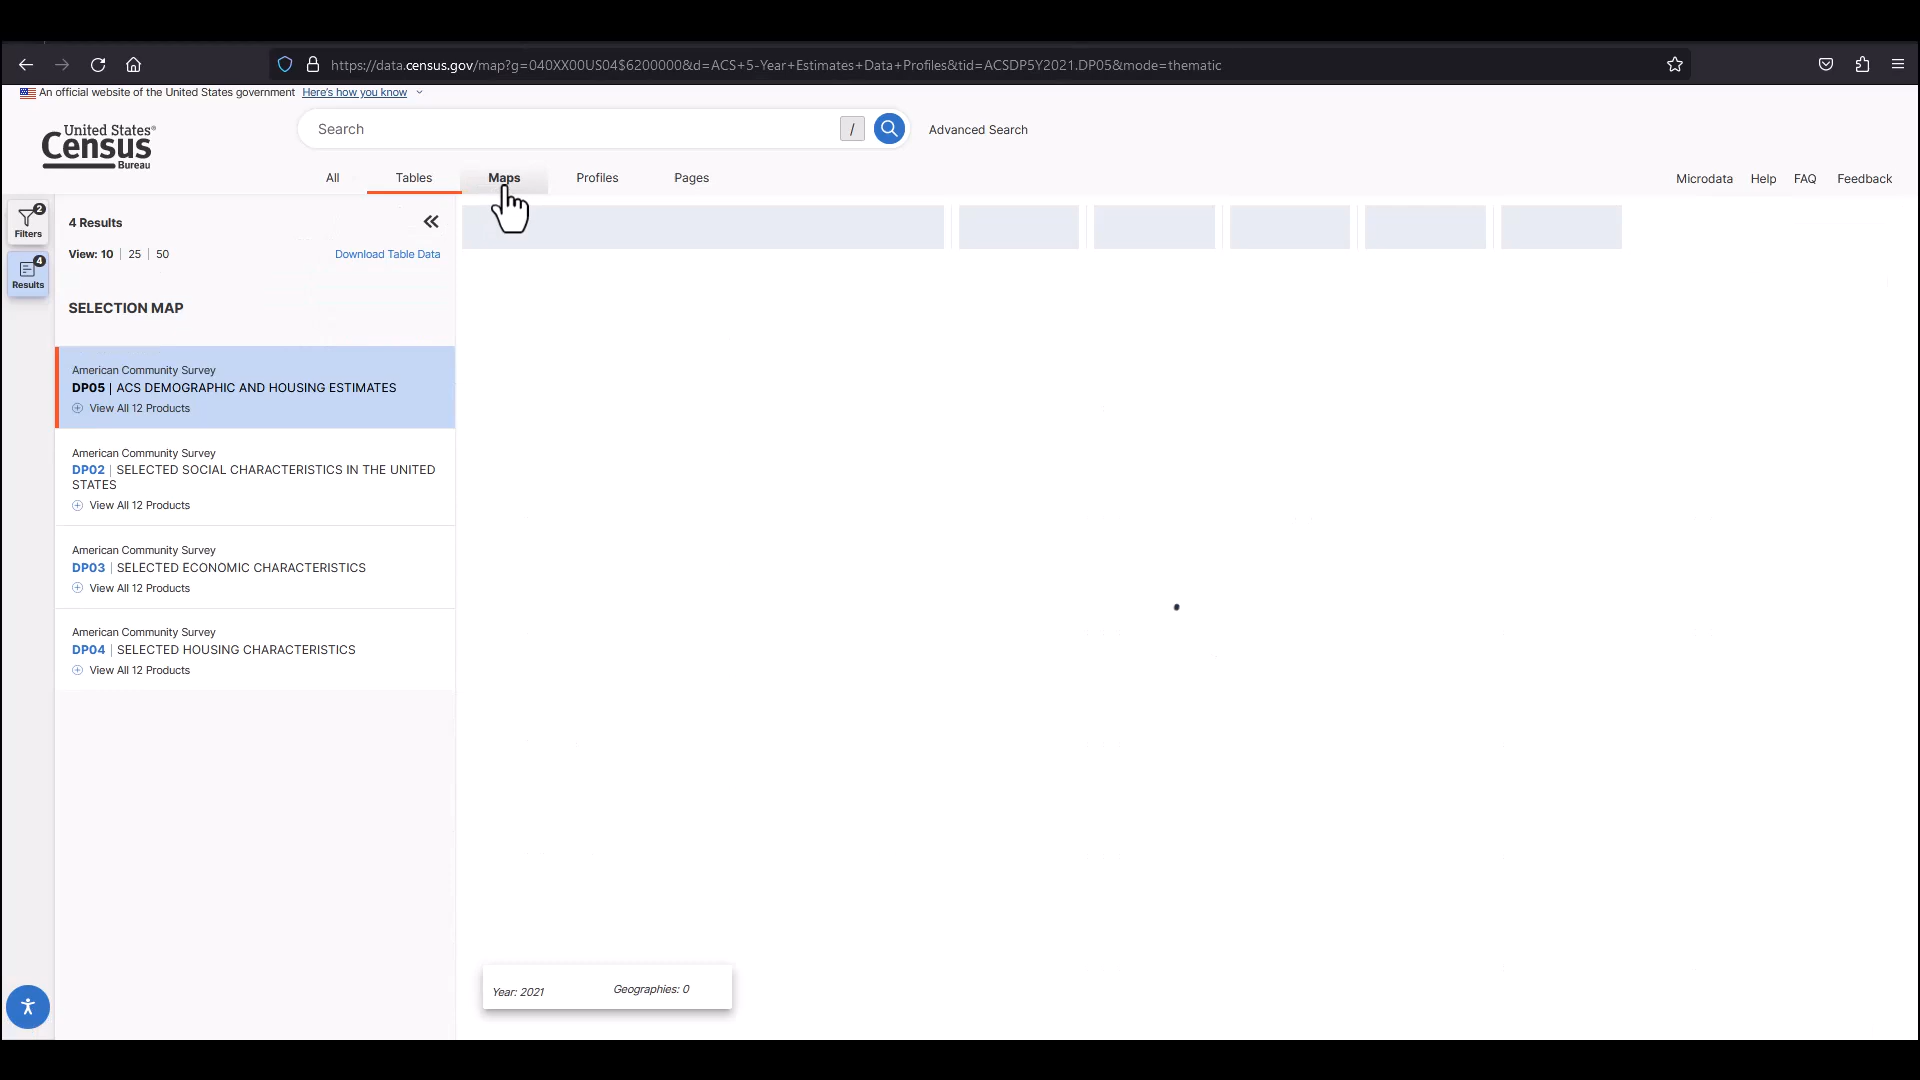 https://data.census.gov/map?g=040XX00US04$6200000&d=ACS+5-Year+Estimates+Data+Profiles&tid=ACSDP5Y2021.DP05&mode=thematic
An official website of the United States government Here's how you know
United States®
Census
Bureau
Search / Advanced Search
All Tables Maps Profiles Pages
Microdata Help FAQ Feedback
2
Filters
4
Results
4 Results
View: 10 | 25 | 50 Download Table Data
SELECTION MAP
American Community Survey
DP05 | ACS DEMOGRAPHIC AND HOUSING ESTIMATES
View All 12 Products
American Community Survey
DP02 | SELECTED SOCIAL CHARACTERISTICS IN THE UNITED
STATES
View All 12 Products
American Community Survey
DP03 | SELECTED ECONOMIC CHARACTERISTICS
View All 12 Products
American Community Survey
DP04 | SELECTED HOUSING CHARACTERISTICS
View All 12 Products
Year: 2021 Geographies: 0